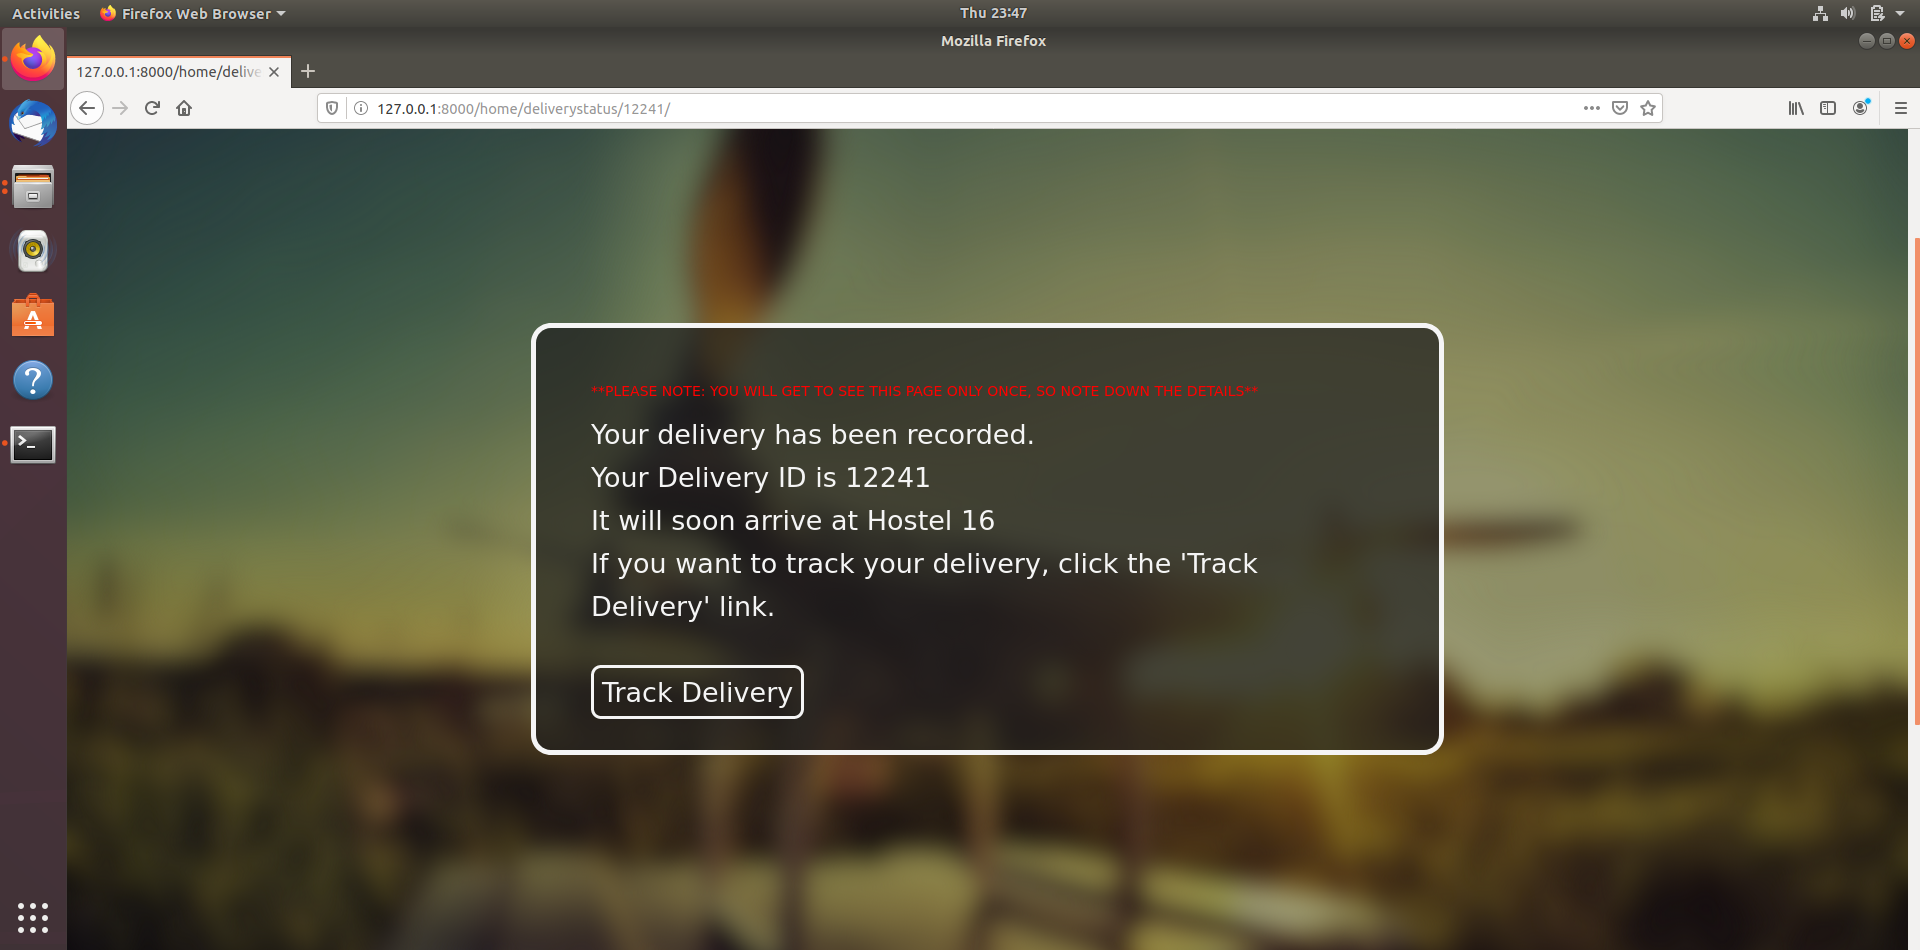 Activities
Firefox Web Browser
Thu 23:47
Mozilla Firefox
127.0.0.1:8000/home/delive
127.0.0.1:8000/home/deliverystatus/12241/
**PLEASE NOTE: YOU WILL GET TO SEE THIS PAGE ONLY ONCE, SO NOTE DOWN THE DETAILS**
Your delivery has been recorded.
Your Delivery ID is 12241
It will soon arrive at Hostel 16
If you want to track your delivery, click the 'Track
Delivery' link.
Track Delivery